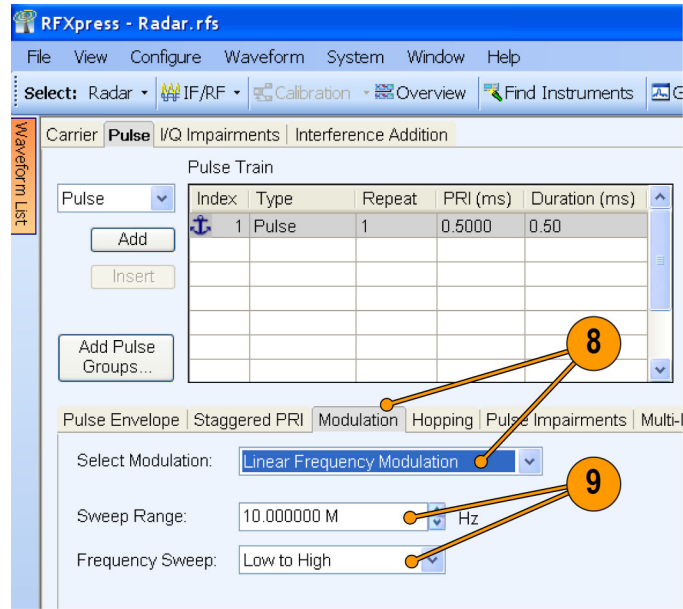 RFXpress - Radar.rfs
File View Configure Waveform System Window Help
Select: Radar IF/RF Calibration Overview Find Instruments
Waveform List
Carrier Pulse I/Q Impairments Interference Addition
Pulse Train
Pulse
Index Type Repeat PRI (ms) Duration (ms)
1 Pulse 1 0.5000 0.50
Add
Insert
Add Pulse
Groups...
8
Pulse Envelope Staggered PRI Modulation Hopping Pulse Impairments
Select Modulation: Linear Frequency Modulation
9
Sweep Range: 10.000000 M Hz
Frequency Sweep: Low to High